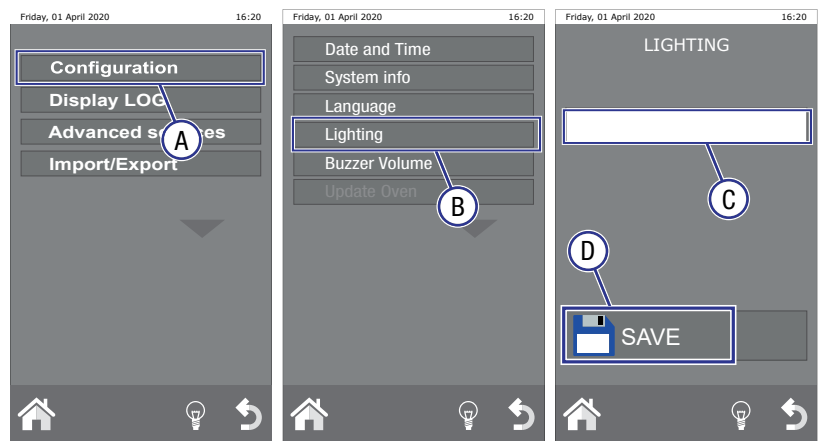 Friday, 01 April 2020 16:20
Configuration
Display LOG
Advanced s
A
Import/Export
Friday, 01 April 2020 16:20
Date and Time
System info
Language
Lighting
Buzzer Volume
Update Oven
B
Friday, 01 April 2020 16:20
LIGHTING
C
D
SAVE